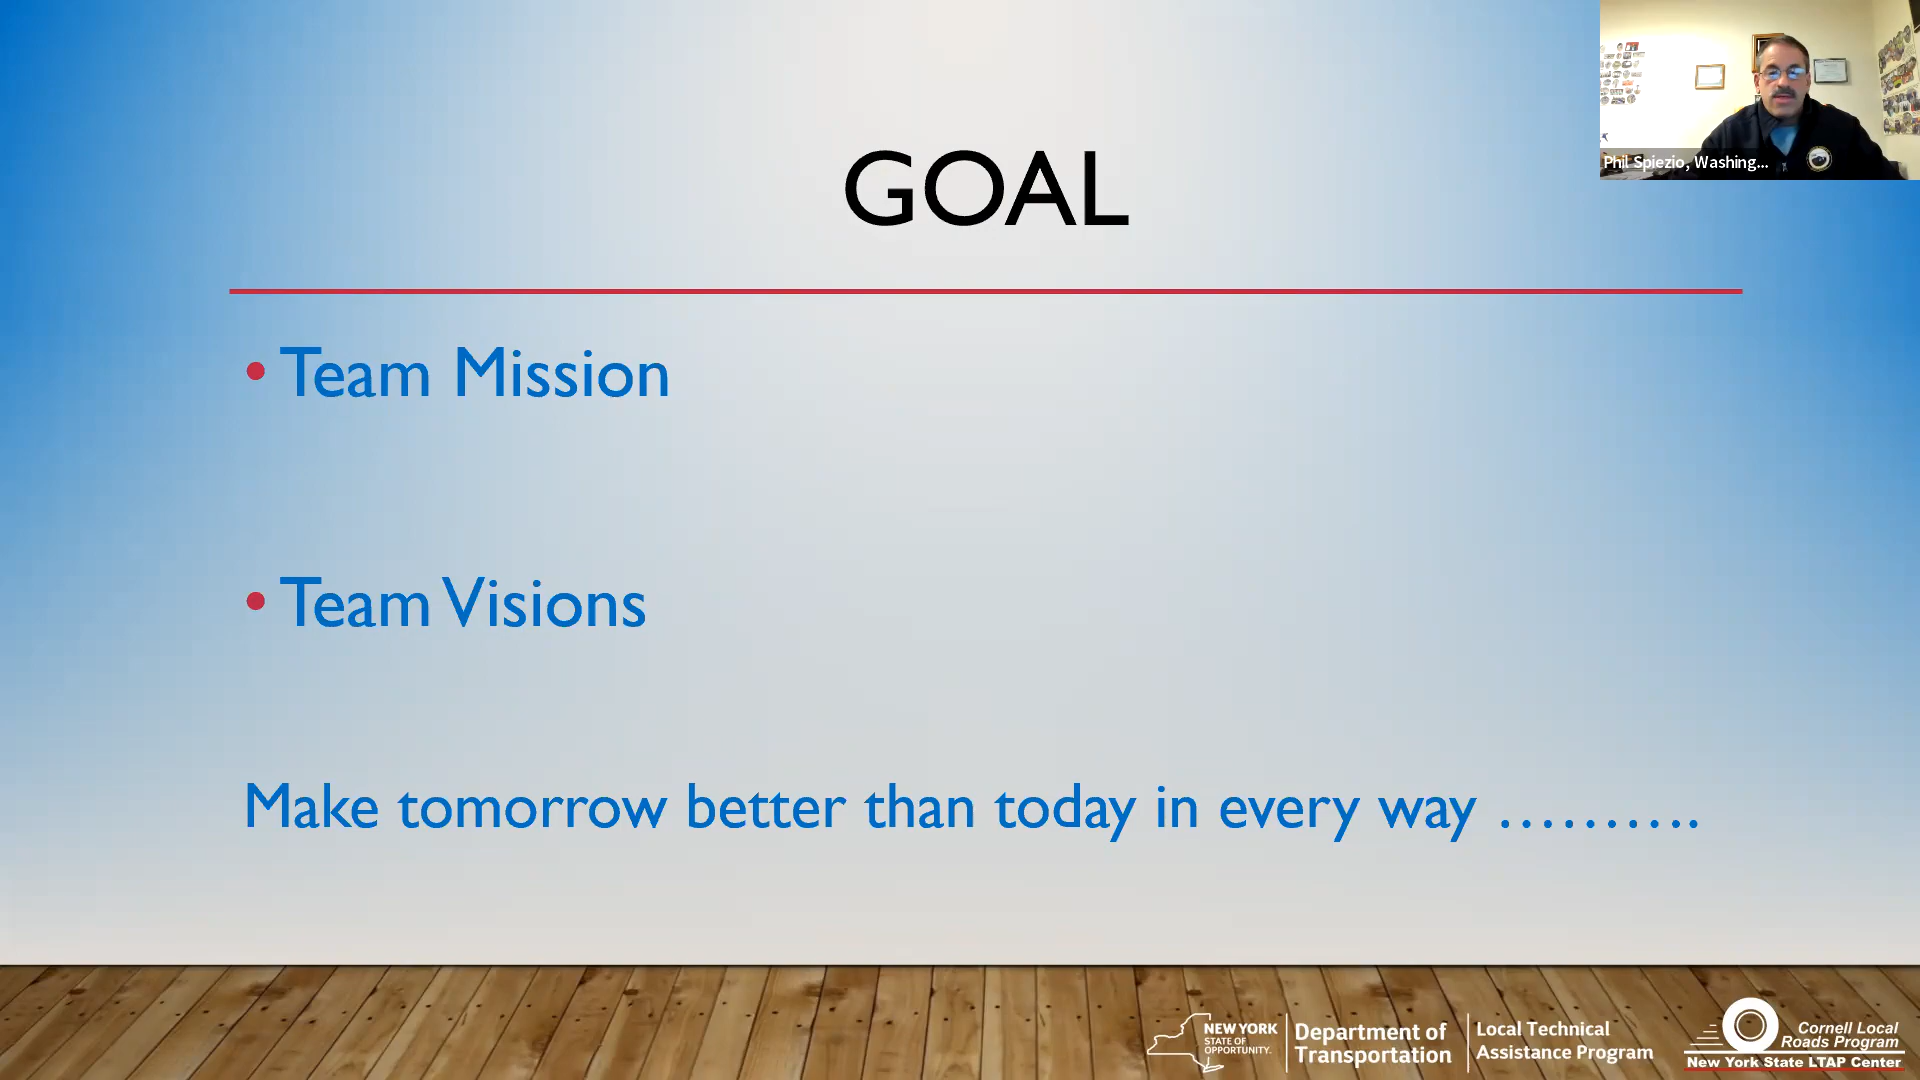 GOAL
Phil Spiezio, Washing...
• Team Mission
• Team Visions
Make tomorrow better than today in every way ……….
NEW YORK
STATE OF
OPPORTUNITY.
Department of
Transportation
Local Technical
Assistance Program
Cornell Local
Roads Program
New York State LTAP Center